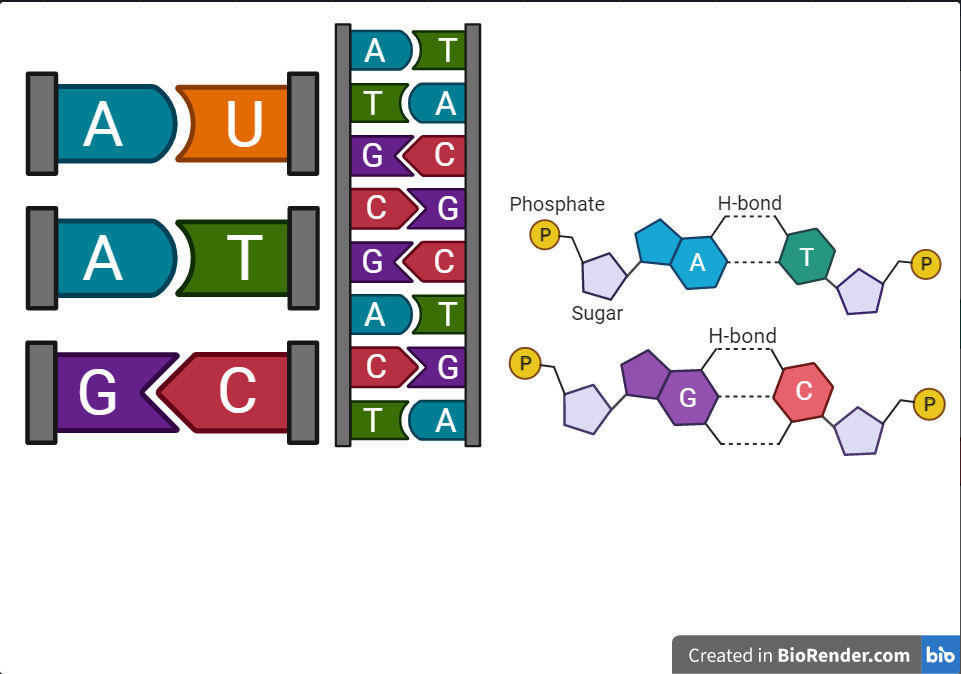 A U
A T
G C
A T
T A
G C
C G
G C
A T
C G
T A
Phosphate
H-bond
P
A
T
P
Sugar
H-bond
P
G
C
P
Created in BioRender.com bio